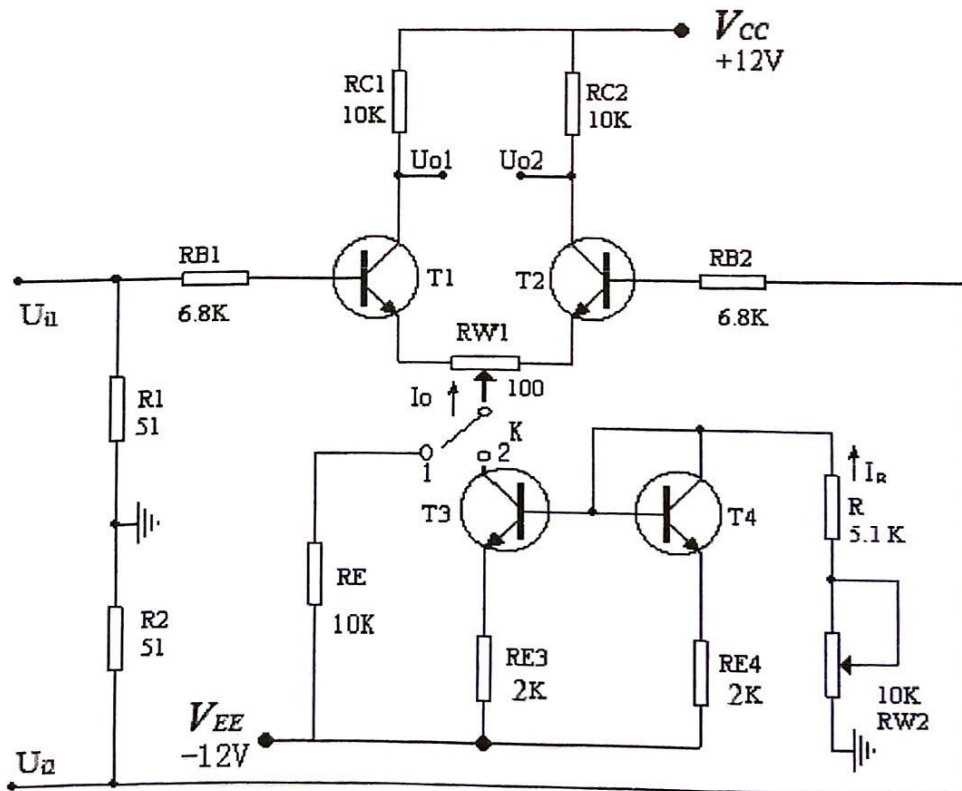 VCC
+12V
RC1
10K
RC2
10K
Uo1
Uo2
RB1
6.8K
T1
T2
RB2
6.8K
Ui1
RW1
100
Io
K
1
2
R1
51
T3
T4
IR
R
5.1 K
RE
10K
R2
51
RE3
2K
RE4
2K
10K
RW2
VEE
-12V
Ui2